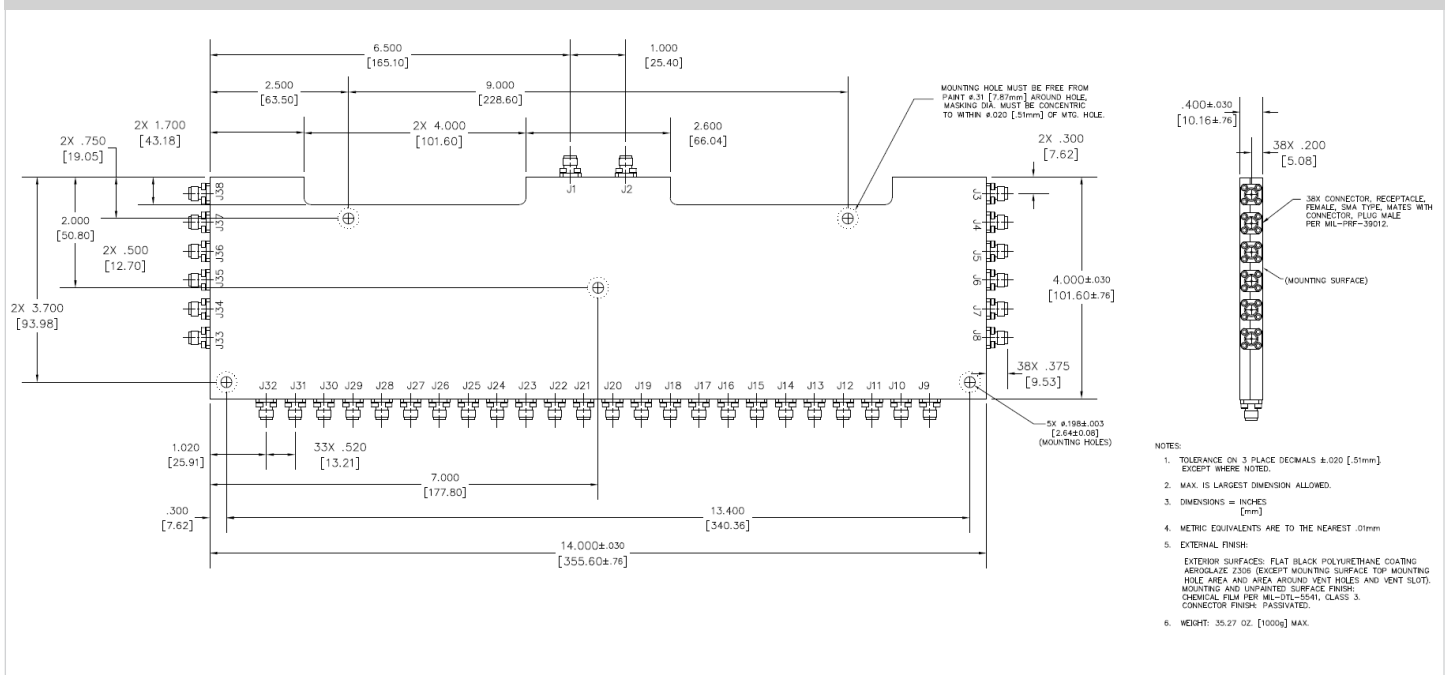 6.500
[165.10]
1.000
[25.40]
2.500
[63.50]
9.000
[228.60]
MOUNTING HOLE MUST BE FREE FROM
PAINT ø.31 [7.87mm] AROUND HOLE,
MASKING DIA. MUST BE CONCENTRIC
TO WITHIN ø.020 [.51mm] OF MTG. HOLE.
2X 1.700
[43.18]
2X 4.000
[101.60]
2.600
[66.04]
2X .750
[19.05]
2X .300
[7.62]
J1
J2
J38
J37
J36
J35
J34
J33
J3
J4
J5
J6
J7
J8
2.000
[50.80]
2X .500
[12.70]
2X 3.700
[93.98]
4.000±.030
[101.60±.76]
38X .375
[9.53]
J32 J31 J30 J29 J28 J27 J26 J25 J24 J23 J22 J21 J20 J19 J18 J17 J16 J15 J14 J13 J12 J11 J10 J9
5X ø.198±.003
[2.64±0.08]
(MOUNTING HOLES)
1.020
[25.91]
33X .520
[13.21]
7.000
[177.80]
.300
[7.62]
13.400
[340.36]
14.000±.030
[355.60±.76]
.400±.030
[10.16±.76]
38X .200
[5.08]
38X CONNECTOR, RECEPTACLE,
FEMALE, SMA TYPE, MATES WITH
CONNECTOR, PLUG MALE
PER MIL-PRF-39012.
(MOUNTING SURFACE)
NOTES:
1. TOLERANCE ON 3 PLACE DECIMALS ±.020 [.51mm].
EXCEPT WHERE NOTED.
2. MAX. IS LARGEST DIMENSION ALLOWED.
3. DIMENSIONS = INCHES
[mm]
4. METRIC EQUIVALENTS ARE TO THE NEAREST .01mm
5. EXTERNAL FINISH:
EXTERIOR SURFACES: FLAT BLACK POLYURETHANE COATING
AEROGLAZE Z306 (EXCEPT MOUNTING SURFACE TOP MOUNTING
HOLE AREA AND AREA AROUND VENT HOLES AND VENT SLOT).
MOUNTING AND UNPAINTED SURFACE FINISH:
CHEMICAL FILM PER MIL-DTL-5541, CLASS 3.
CONNECTOR FINISH: PASSIVATED.
6. WEIGHT: 35.27 OZ. [1000g] MAX.